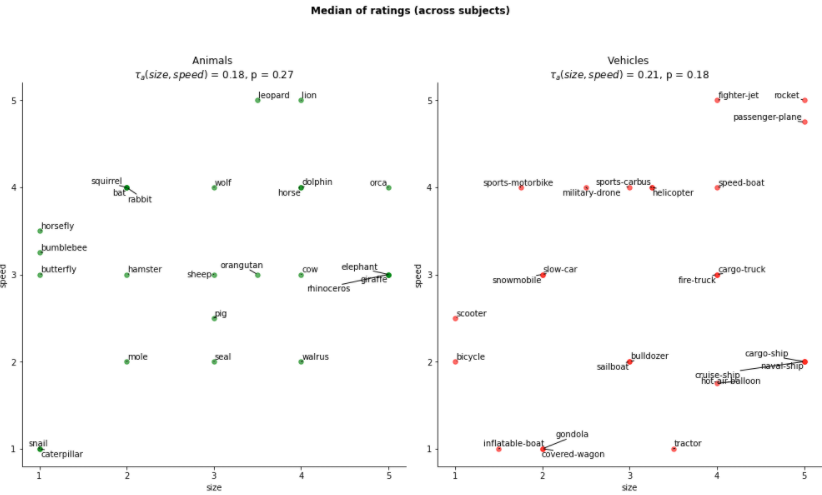 Median of ratings (across subjects)
Animals
τa(size, speed) = 0.18, p = 0.27
leopard lion
squirrel
bat
rabbit
wolf
dolphin
horse
orca
horsefly
bumblebee
butterfly
hamster
sheep
orangutan
cow
elephant
giraffe
rhinoceros
pig
mole
seal
walrus
snail
caterpillar
5
4
3
2
1
speed
1 2 3 4 5
size
Vehicles
τa(size, speed) = 0.21, p = 0.18
fighter-jet rocket
passenger-plane
sports-motorbike
military-drone
sports-carbus
helicopter
speed-boat
slow-car
snowmobile
cargo-truck
fire-truck
scooter
bicycle
bulldozer
sailboat
cargo-ship
naval-ship
cruise-ship
hot-air-balloon
gondola
inflatable-boat
covered-wagon
tractor
5
4
3
2
1
speed
1 2 3 4 5
size